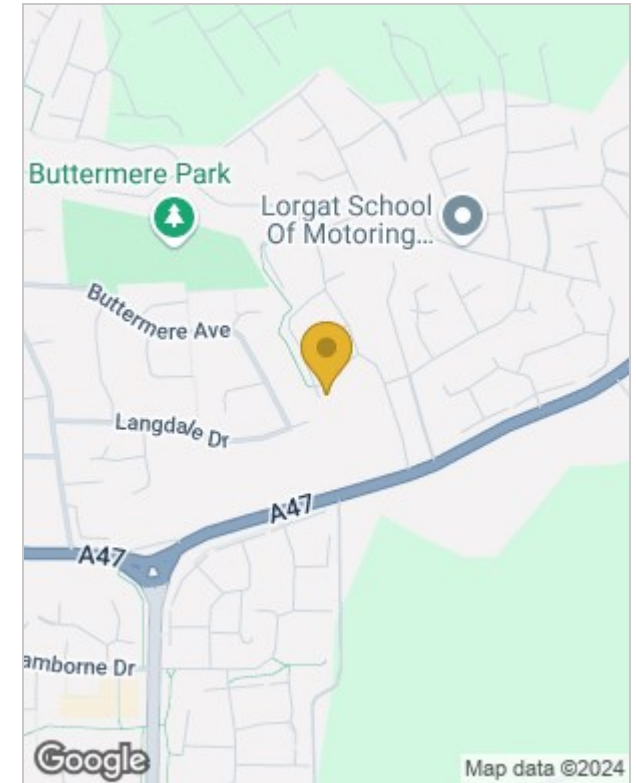 Buttermere Park
Lorgat School
Of Motoring...
Buttermere Ave
Langdale Dr
A47
A47
amborne Dr
Google
Map data ©2024